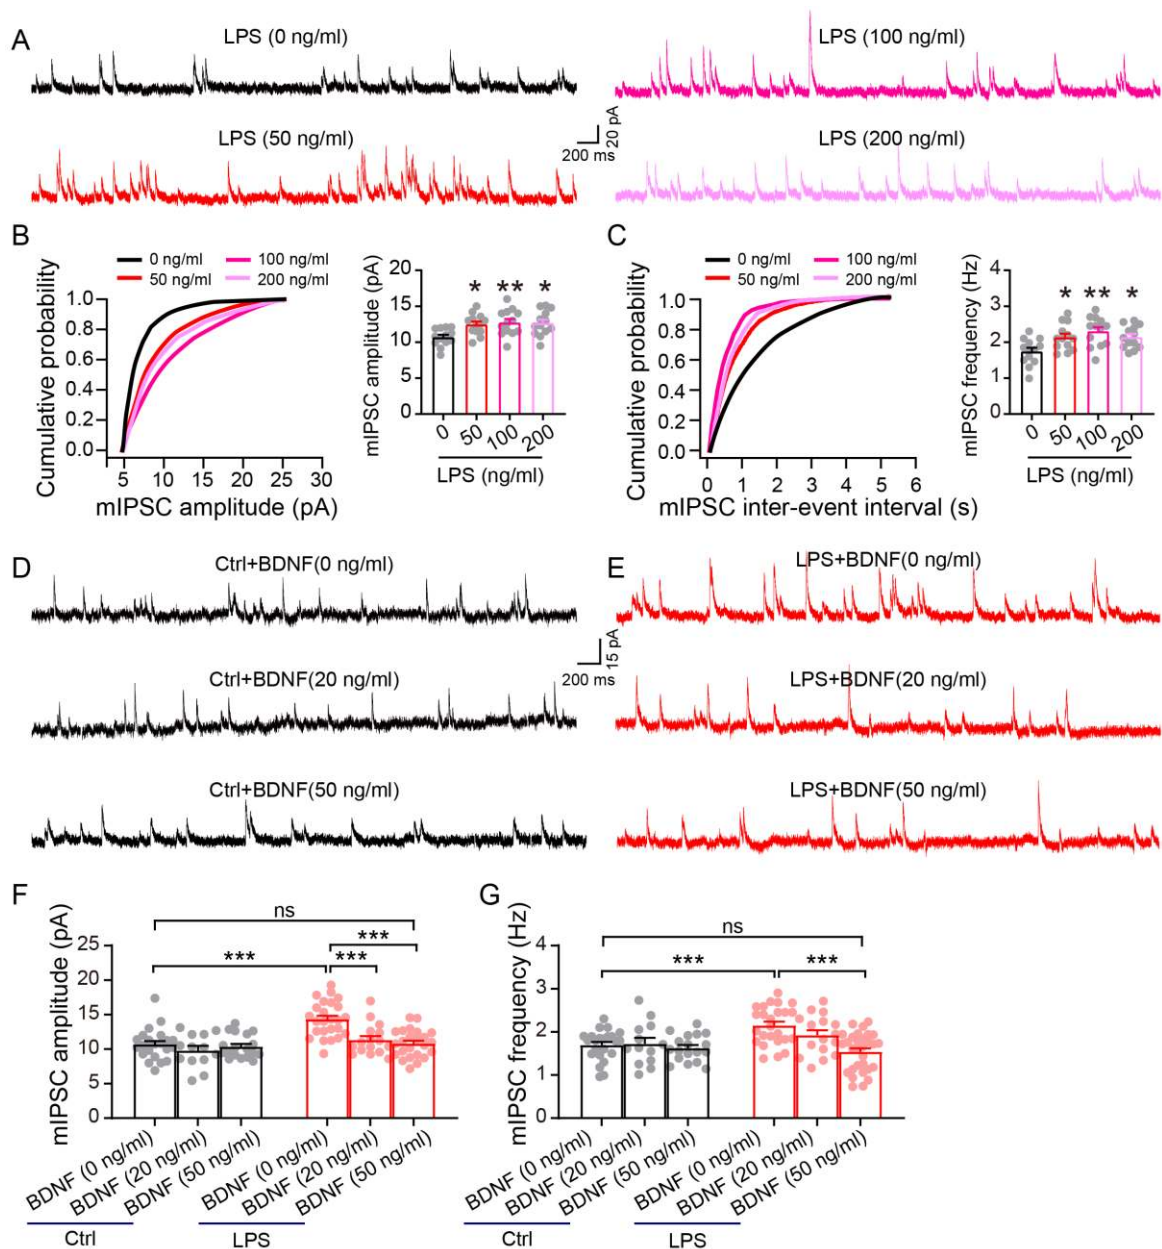 A
LPS (0 ng/ml)
LPS (100 ng/ml)
LPS (50 ng/ml)
20 pA
200 ms
LPS (200 ng/ml)
B
0 ng/ml
100 ng/ml
50 ng/ml
200 ng/ml
Cumulative probability
1.0
0.8
0.6
0.4
0.2
0.0
5 10 15 20 25 30
mIPSC amplitude (pA)
mIPSC amplitude (pA)
20
15
10
5
0
* ** *
0 50 100 200
LPS (ng/ml)
C
0 ng/ml
100 ng/ml
50 ng/ml
200 ng/ml
Cumulative probability
1.0
0.8
0.6
0.4
0.2
0.0
0 1 2 3 4 5 6
mIPSC inter-event interval (s)
mIPSC frequency (Hz)
4
3
2
1
0
* ** *
0 50 100 200
LPS (ng/ml)
D
Ctrl+BDNF(0 ng/ml)
E
LPS+BDNF(0 ng/ml)
15 pA
200 ms
Ctrl+BDNF(20 ng/ml)
LPS+BDNF(20 ng/ml)
Ctrl+BDNF(50 ng/ml)
LPS+BDNF(50 ng/ml)
F
mIPSC amplitude (pA)
25
20
15
10
5
0
ns
***
***
***
BDNF (0 ng/ml)
BDNF (20 ng/ml)
BDNF (50 ng/ml)
BDNF (0 ng/ml)
BDNF (20 ng/ml)
BDNF (50 ng/ml)
Ctrl
LPS
G
mIPSC frequency (Hz)
4
3
2
1
0
ns
***
***
BDNF (0 ng/ml)
BDNF (20 ng/ml)
BDNF (50 ng/ml)
BDNF (0 ng/ml)
BDNF (20 ng/ml)
BDNF (50 ng/ml)
Ctrl
LPS